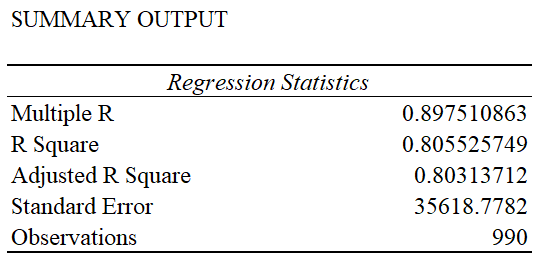 SUMMARY OUTPUT
Regression Statistics
Multiple R 0.897510863
R Square 0.805525749
Adjusted R Square 0.80313712
Standard Error 35618.7782
Observations 990